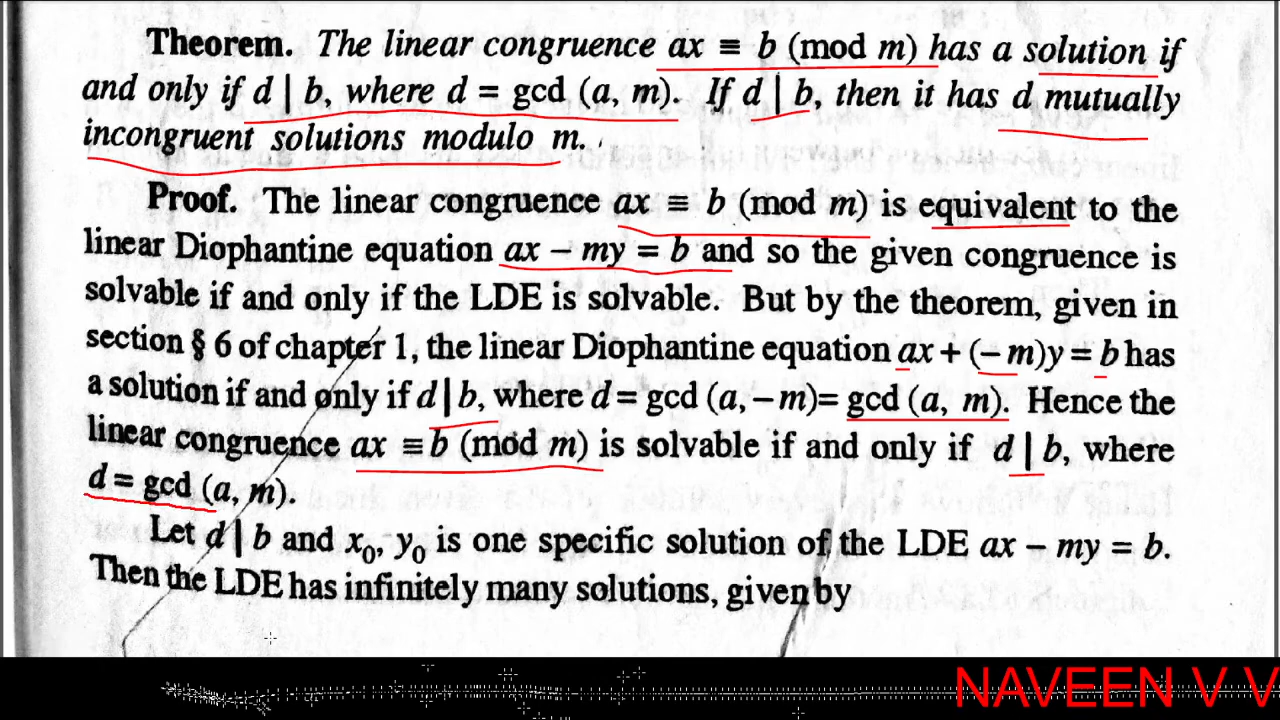 Theorem. The linear congruence ax ≡ b (mod m) has a solution if
and only if d | b, where d = gcd (a, m). If d | b, then it has d mutually
incongruent solutions modulo m.
Proof. The linear congruence ax ≡ b (mod m) is equivalent to the
linear Diophantine equation ax – my = b and so the given congruence is
solvable if and only if the LDE is solvable. But by the theorem, given in
section § 6 of chapter 1, the linear Diophantine equation ax + (– m)y = b has
a solution if and only if d | b, where d = gcd (a, – m)= gcd (a, m). Hence the
linear congruence ax ≡ b (mod m) is solvable if and only if d | b, where
d = gcd (a, m).
Let d | b and x₀, y₀ is one specific solution of the LDE ax – my = b.
Then the LDE has infinitely many solutions, given by
NAVEEN V V